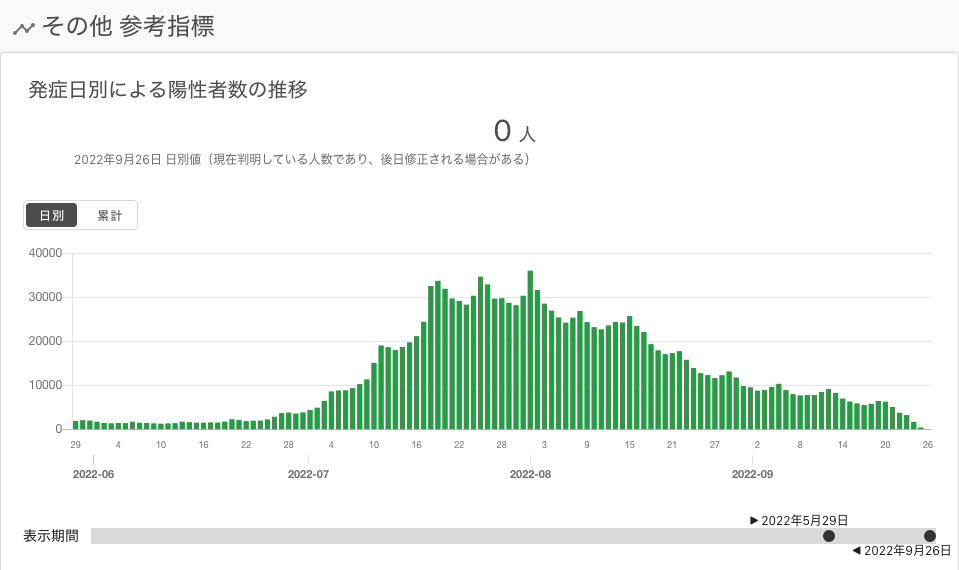 その他 参考指標
発症日別による陽性者数の推移
0 人
2022年9月26日 日別値（現在判明している人数であり、後日修正される場合がある）
日別 累計
40000
30000
20000
10000
0
29 4 10 16 22 28 4 10 16 22 28 3 9 15 21 27 2 8 14 20 26
2022-06 2022-07 2022-08 2022-09
▶ 2022年5月29日
表示期間
◀ 2022年9月26日